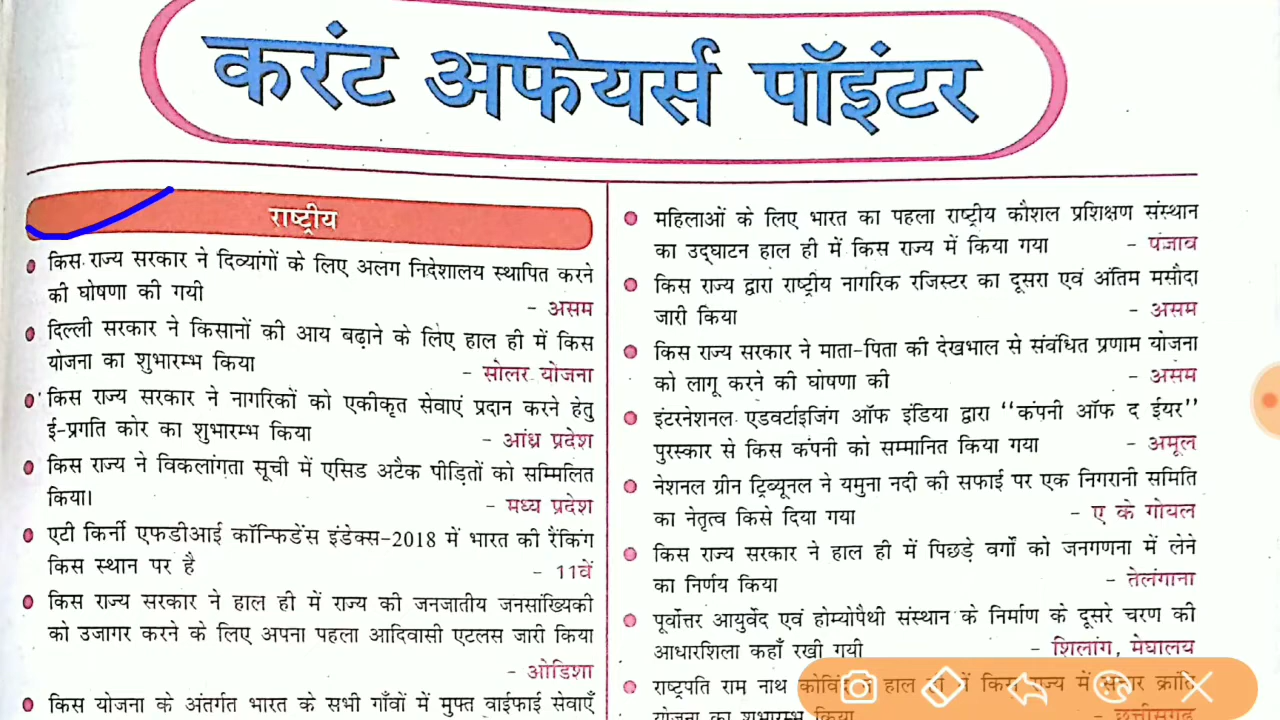 करंट अफेयर्स पॉइंटर
राष्ट्रीय
किस राज्य सरकार ने दिव्यांगों के लिए अलग निदेशालय स्थापित करने
की घोषणा की गयी
- असम
दिल्ली सरकार ने किसानों की आय बढ़ाने के लिए हाल ही में किस
योजना का शुभारम्भ किया
- सोलर योजना
किस राज्य सरकार ने नागरिकों को एकीकृत सेवाएं प्रदान करने हेतु
ई-प्रगति कोर का शुभारम्भ किया
- आंध्र प्रदेश
किस राज्य ने विकलांगता सूची में एसिड अटैक पीड़ितों को सम्मिलित
किया।
- मध्य प्रदेश
एटी किर्नी एफडीआई कॉन्फिडेंस इंडेक्स-2018 में भारत की रैंकिंग
किस स्थान पर है
- 11वें
किस राज्य सरकार ने हाल ही में राज्य की जनजातीय जनसांख्यिकी
को उजागर करने के लिए अपना पहला आदिवासी एटलस जारी किया
- ओडिशा
किस योजना के अंतर्गत भारत के सभी गाँवों में मुफ्त वाईफाई सेवाएँ
महिलाओं के लिए भारत का पहला राष्ट्रीय कौशल प्रशिक्षण संस्थान
का उद्घाटन हाल ही में किस राज्य में किया गया - पंजाब
किस राज्य द्वारा राष्ट्रीय नागरिक रजिस्टर का दूसरा एवं अंतिम मसौदा
जारी किया - असम
किस राज्य सरकार ने माता-पिता की देखभाल से संबंधित प्रणाम योजना
को लागू करने की घोषणा की - असम
इंटरनेशनल एडवर्टाइजिंग ऑफ इंडिया द्वारा ‘‘कंपनी ऑफ द ईयर’’
पुरस्कार से किस कंपनी को सम्मानित किया गया - अमूल
नेशनल ग्रीन ट्रिब्यूनल ने यमुना नदी की सफाई पर एक निगरानी समिति
का नेतृत्व किसे दिया गया - ए के गोयल
किस राज्य सरकार ने हाल ही में पिछड़े वर्गों को जनगणना में लेने
का निर्णय किया - तेलंगाना
पूर्वोत्तर आयुर्वेद एवं होम्योपैथी संस्थान के निर्माण के दूसरे चरण की
आधारशिला कहाँ रखी गयी - शिलांग, मेघालय
राष्ट्रपति राम नाथ कोविंद हाल में राज्य में क्रांति
योजना का शुभारम्भ किया - छत्तीसगढ़